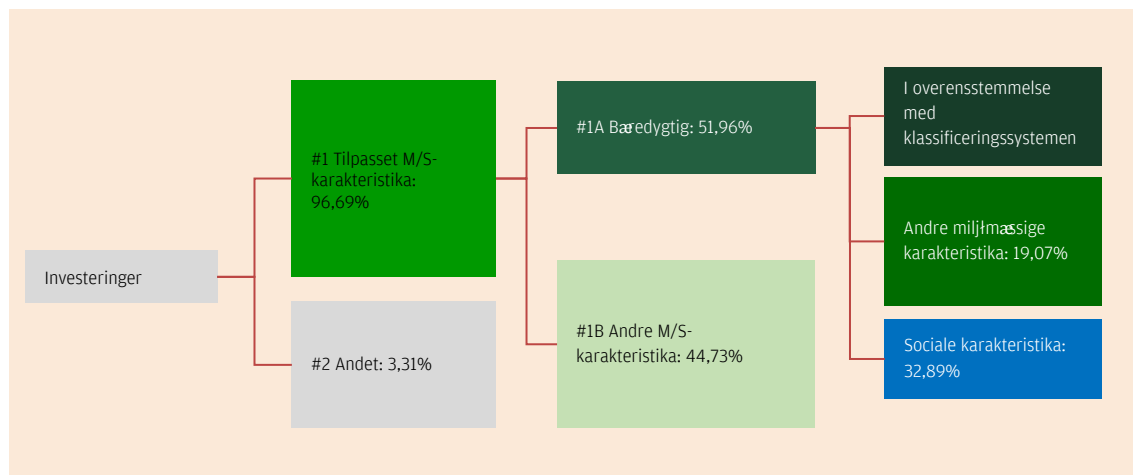 Investeringer
#1 Tilpasset M/S-
karakteristika:
96,69%
#2 Andet: 3,31%
#1A Bæredygtig: 51,96%
#1B Andre M/S-
karakteristika: 44,73%
I overensstemmelse
med
klassificeringssystemen
Andre miljłmæssige
karakteristika: 19,07%
Sociale karakteristika:
32,89%